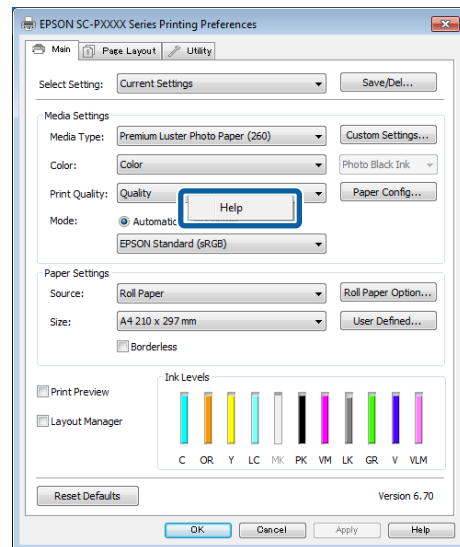 EPSON SC-PXXXX Series Printing Preferences
Main Page Layout Utility
Select Setting: Current Settings Save/Del...
Media Settings
Media Type: Premium Luster Photo Paper (260) Custom Settings...
Color: Color Photo Black Ink
Print Quality: Quality Paper Config...
Help
Mode: Automatic
EPSON Standard (sRGB)
Paper Settings
Source: Roll Paper Roll Paper Option...
Size: A4 210 x 297 mm User Defined...
Borderless
Ink Levels
Print Preview
Layout Manager
C OR Y LC MK PK VM LK GR V VLM
Reset Defaults Version 6.70
OK Cancel Apply Help